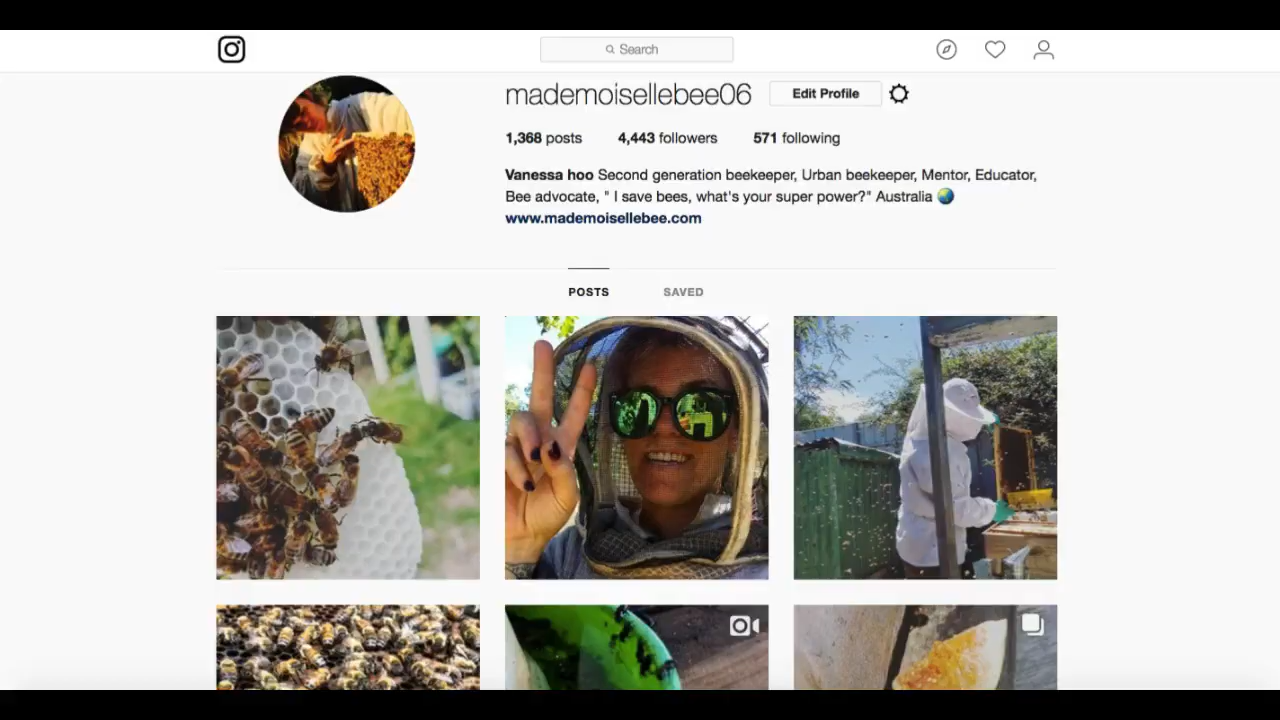 Search
mademoisellebee06 Edit Profile
1,368 posts 4,443 followers 571 following
Vanessa hoo Second generation beekeeper, Urban beekeeper, Mentor, Educator,
Bee advocate, " I save bees, what's your super power?" Australia 🌏
www.mademoisellebee.com
POSTS SAVED